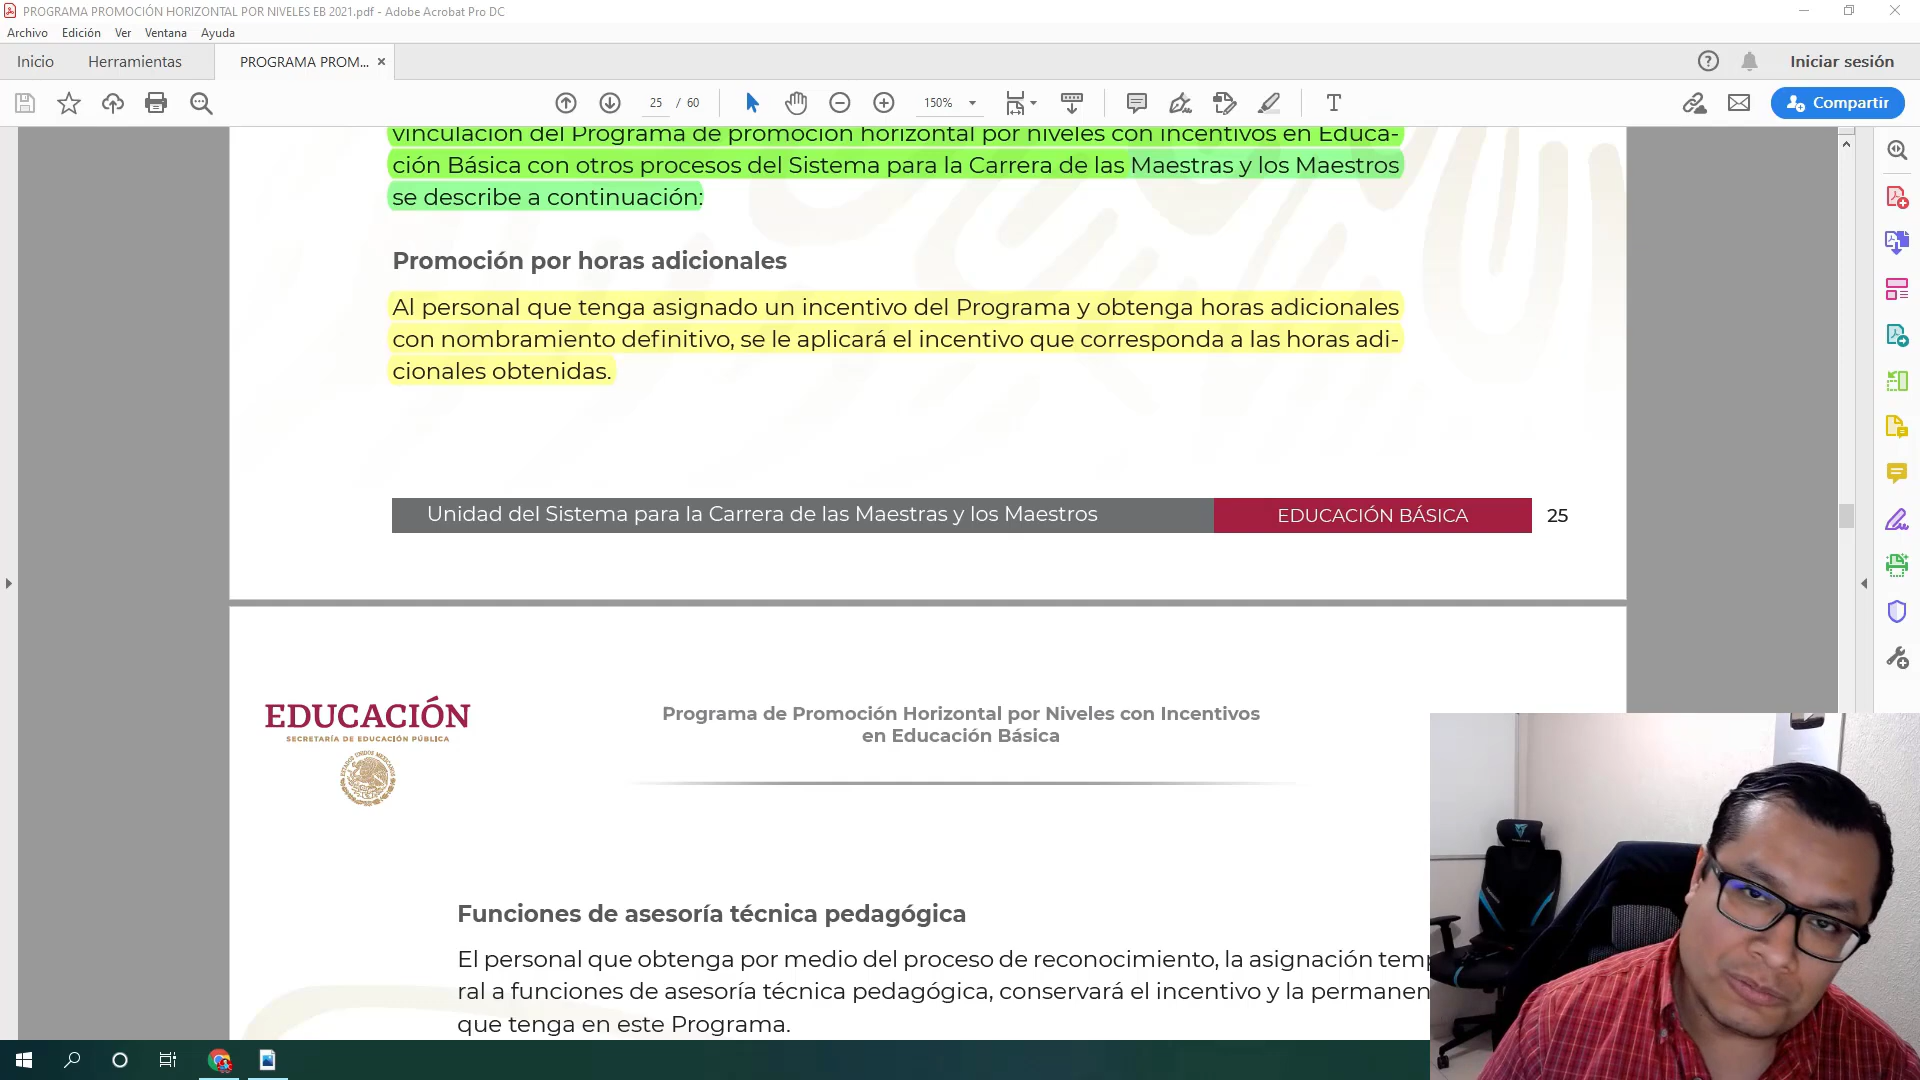 PROGRAMA PROMOCIÓN HORIZONTAL POR NIVELES EB 2021.pdf - Adobe Acrobat Pro DC
Archivo Edición Ver Ventana Ayuda
Inicio Herramientas PROGRAMA PROM... Iniciar sesión
25 / 60 150% Compartir
vinculación del Programa de promoción horizontal por niveles con incentivos en Educa-
ción Básica con otros procesos del Sistema para la Carrera de las Maestras y los Maestros
se describe a continuación:
Promoción por horas adicionales
Al personal que tenga asignado un incentivo del Programa y obtenga horas adicionales
con nombramiento definitivo, se le aplicará el incentivo que corresponda a las horas adi-
cionales obtenidas.
Unidad del Sistema para la Carrera de las Maestras y los Maestros EDUCACIÓN BÁSICA 25
EDUCACIÓN
SECRETARÍA DE EDUCACIÓN PÚBLICA
ESTADOS UNIDOS MEXICANOS
Programa de Promoción Horizontal por Niveles con Incentivos
en Educación Básica
Funciones de asesoría técnica pedagógica
El personal que obtenga por medio del proceso de reconocimiento, la asignación temp
ral a funciones de asesoría técnica pedagógica, conservará el incentivo y la permanen
que tenga en este Programa.